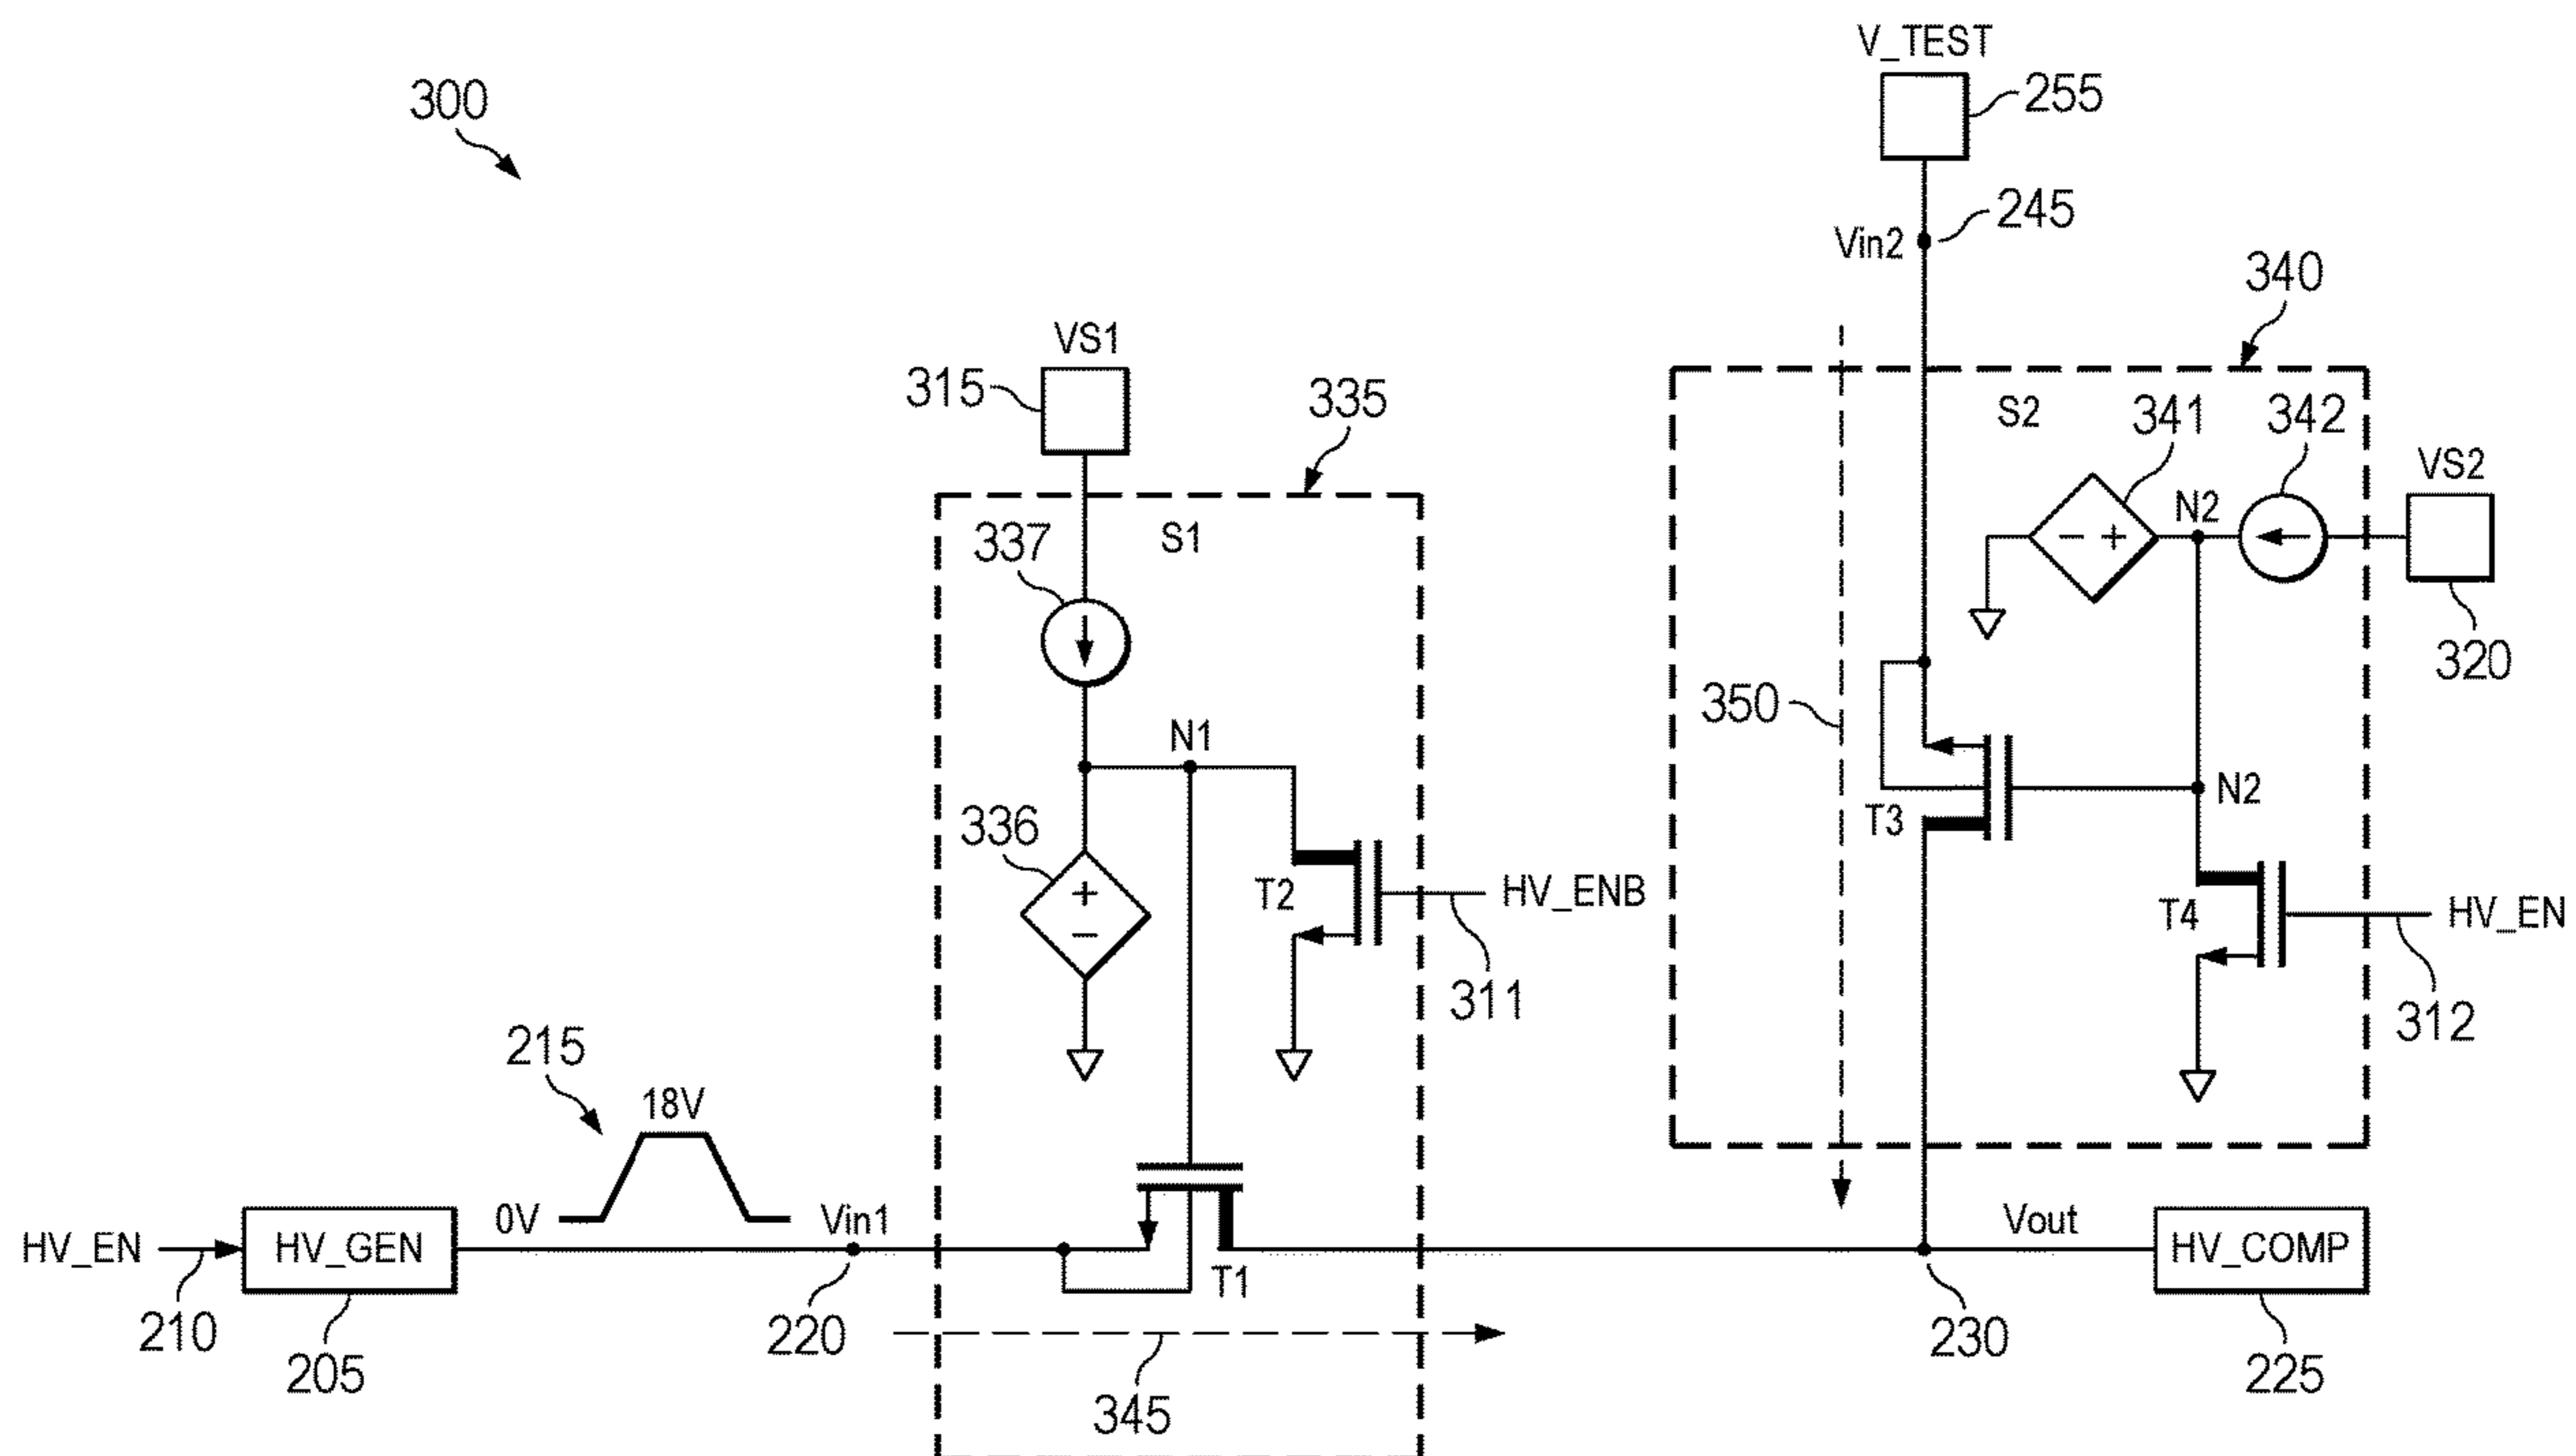 V_TEST
300
255
Vin2
245
340
VS1
315
335
S2
341
342
VS2
337
S1
N2
320
350
N1
336
T3
N2
T2
HV_ENB
T4
HV_EN
311
312
215
18V
0V
Vin1
HV_EN
HV_GEN
Vout
HV_COMP
T1
210
205
220
230
225
345
+
−
− +